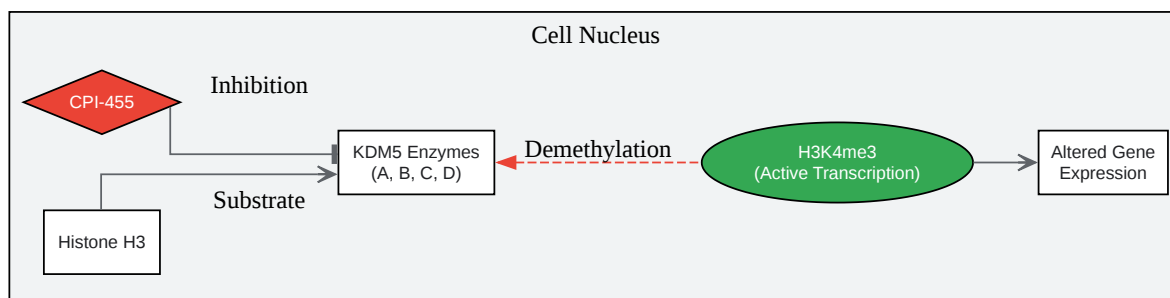 Cell Nucleus
Inhibition
CPI-455
KDM5 Enzymes
(A, B, C, D)
Demethylation
H3K4me3
(Active Transcription)
Altered Gene
Expression
Substrate
Histone H3